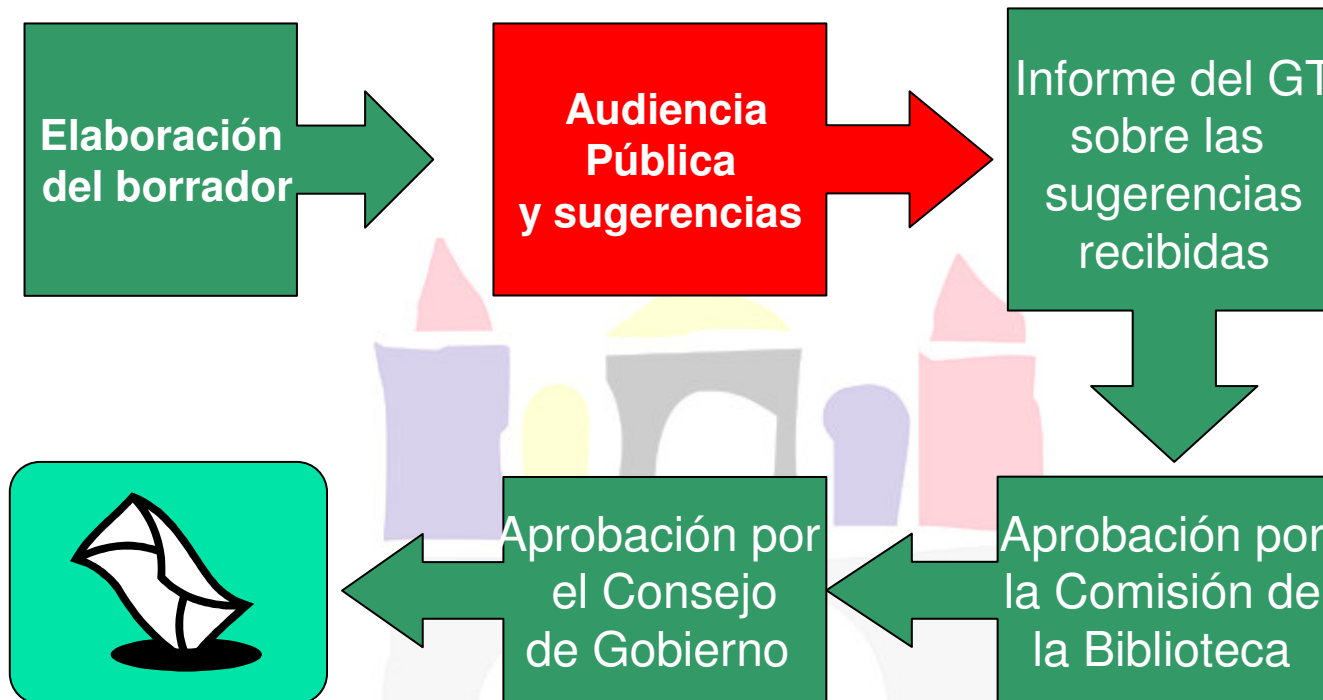 Elaboración
del borrador
Audiencia
Pública
y sugerencias
Informe del GT
sobre las
sugerencias
recibidas
Aprobación por
la Comisión de
la Biblioteca
Aprobación por
el Consejo
de Gobierno